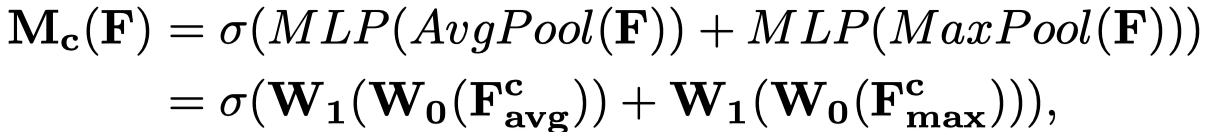 M_c(F) = σ(MLP(AvgPool(F)) + MLP(MaxPool(F)))
= σ(W_1(W_0(F^c_avg)) + W_1(W_0(F^c_max))),